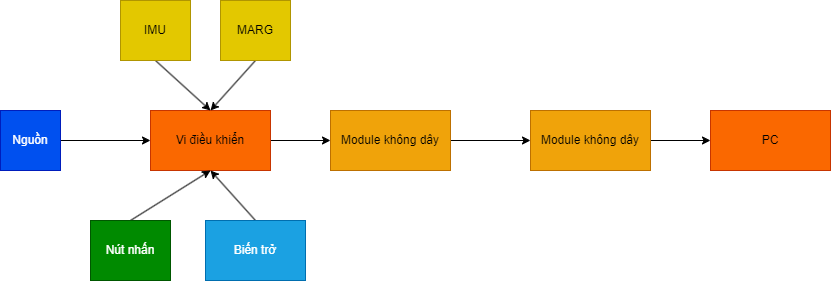 IMU
MARG
Nguồn
Vi điều khiển
Module không dây
Module không dây
PC
Nút nhấn
Biến trở